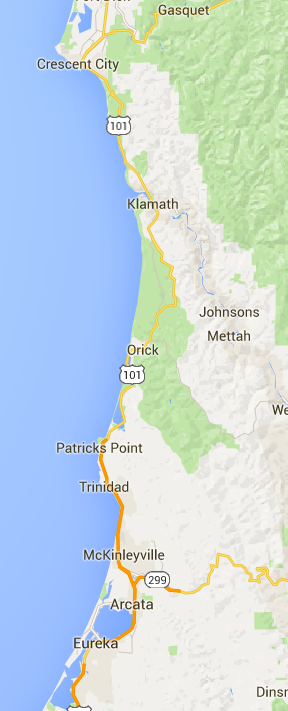 Gasquet
Crescent City
101
Klamath
Johnsons
Mettah
Orick
101
Patricks Point
Trinidad
McKinleyville
299
Arcata
Eureka